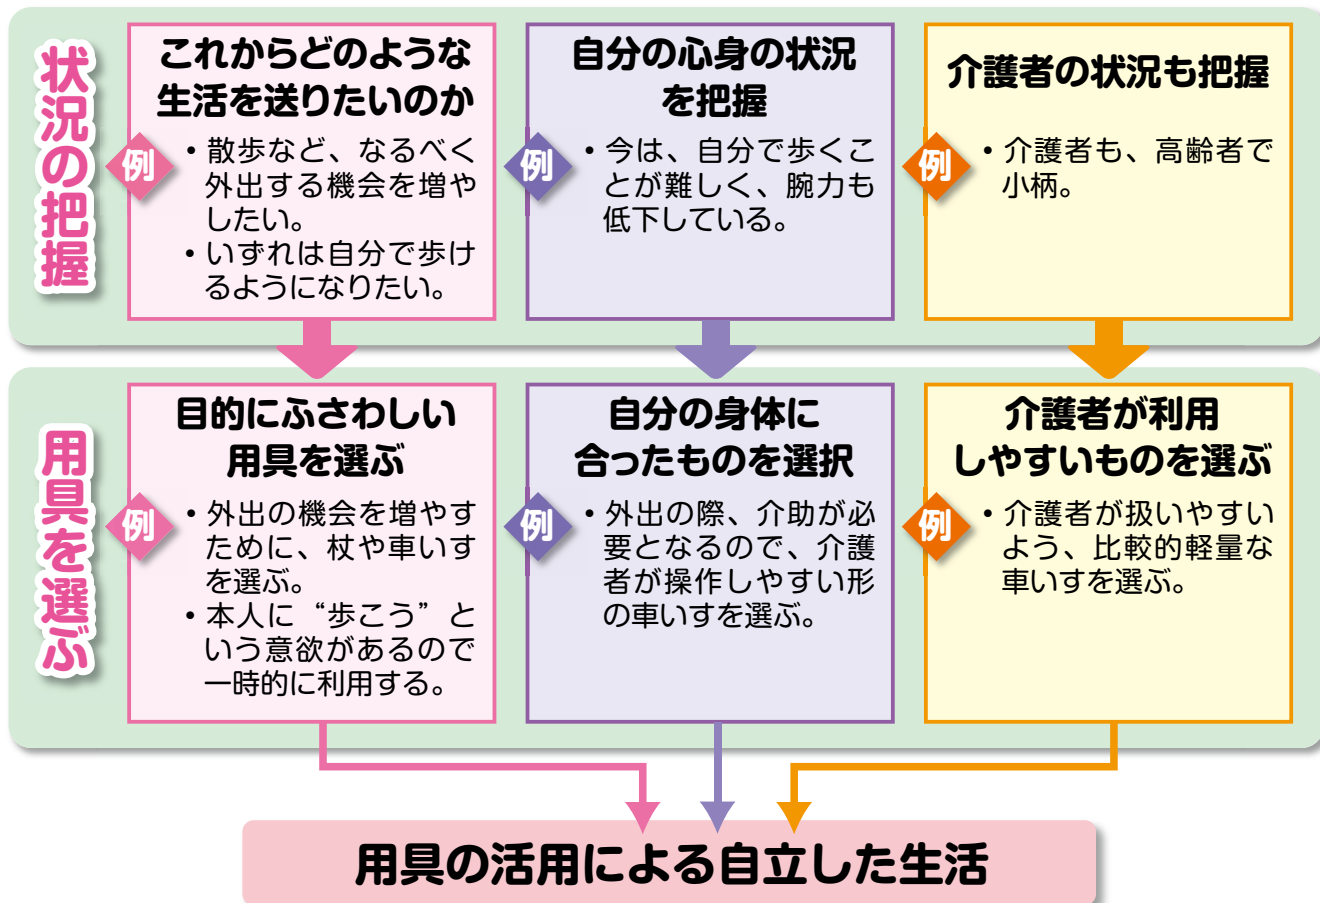 状況の把握
これからどのような
生活を送りたいのか
例
・散歩など、なるべく
外出する機会を増や
したい。
・いずれは自分で歩け
るようになりたい。
自分の心身の状況
を把握
例
・今は、自分で歩くこ
とが難しく、腕力も
低下している。
介護者の状況も把握
例
・介護者も、高齢者で
小柄。
用具を選ぶ
目的にふさわしい
用具を選ぶ
例
・外出の機会を増やす
ために、杖や車いす
を選ぶ。
・本人に“歩こう”と
いう意欲があるので
一時的に利用する。
自分の身体に
合ったものを選択
例
・外出の際、介助が必
要となるので、介護
者が操作しやすい形
の車いすを選ぶ。
介護者が利用
しやすいものを選ぶ
例
・介護者が扱いやすい
よう、比較的軽量な
車いすを選ぶ。
用具の活用による自立した生活